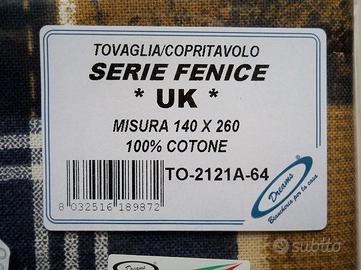 TOVAGLIA/COPRITAVOLO
SERIE FENICE
* UK *
MISURA 140 X 260
100% COTONE
TO-2121A-64
8 032516 189872
Dreams
Biancheria per la casa
subito